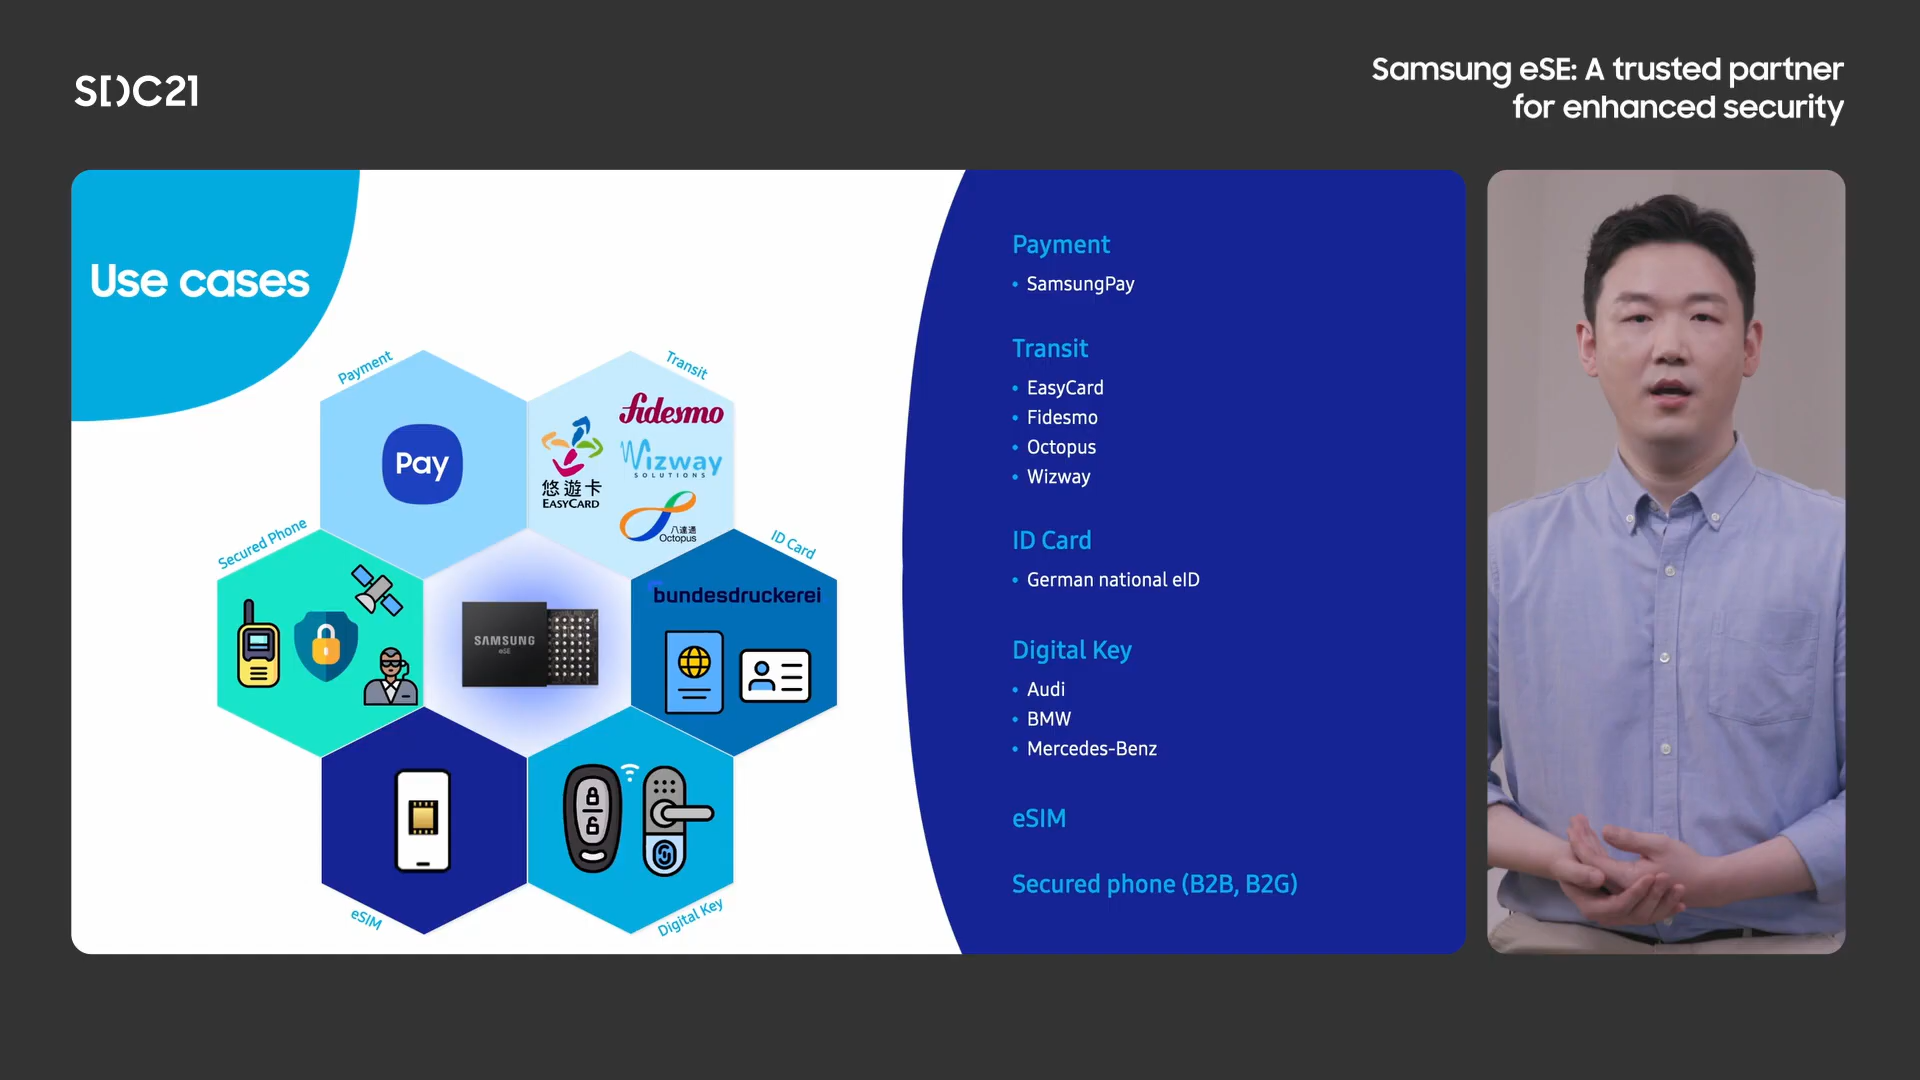 SDC21
Samsung eSE: A trusted partner
for enhanced security
Use cases
Payment
Pay
Transit
fidesmo
Wizway
SOLUTIONS
悠遊卡
EASYCARD
八達通
Octopus
Secured Phone
ID Card
bundesdruckerei
SAMSUNG
eSE
eSIM
Digital Key
Payment
• SamsungPay
Transit
• EasyCard
• Fidesmo
• Octopus
• Wizway
ID Card
• German national eID
Digital Key
• Audi
• BMW
• Mercedes-Benz
eSIM
Secured phone (B2B, B2G)